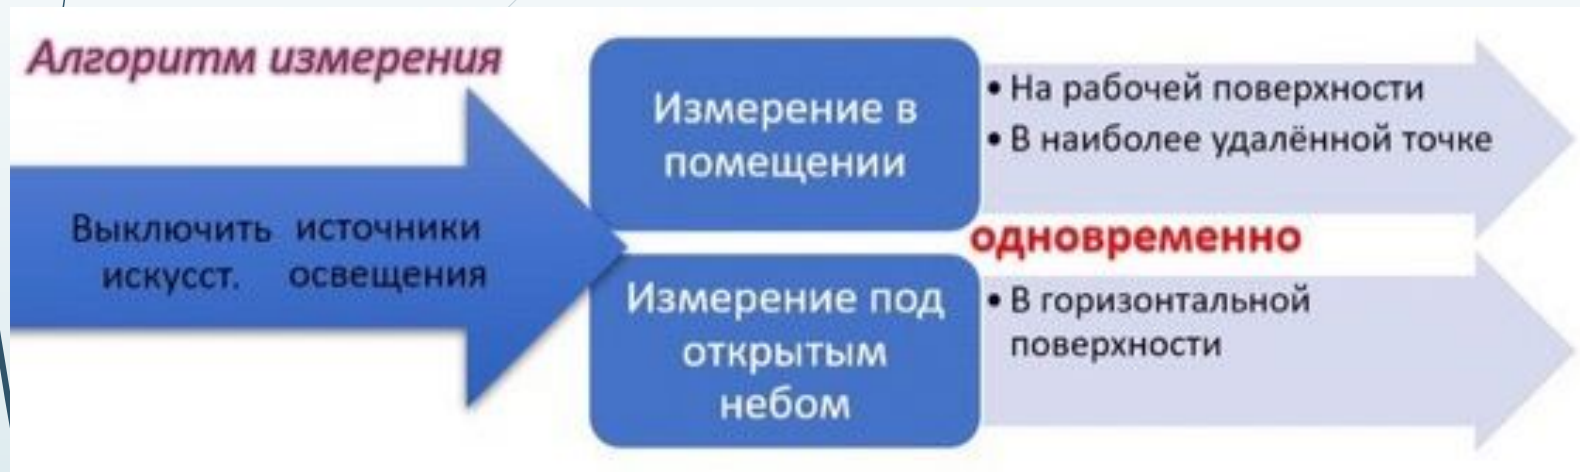 Алгоритм измерения
Выключить источники
искусст. освещения
Измерение в
помещении
• На рабочей поверхности
• В наиболее удалённой точке
одновременно
Измерение под
открытым
небом
• В горизонтальной
поверхности